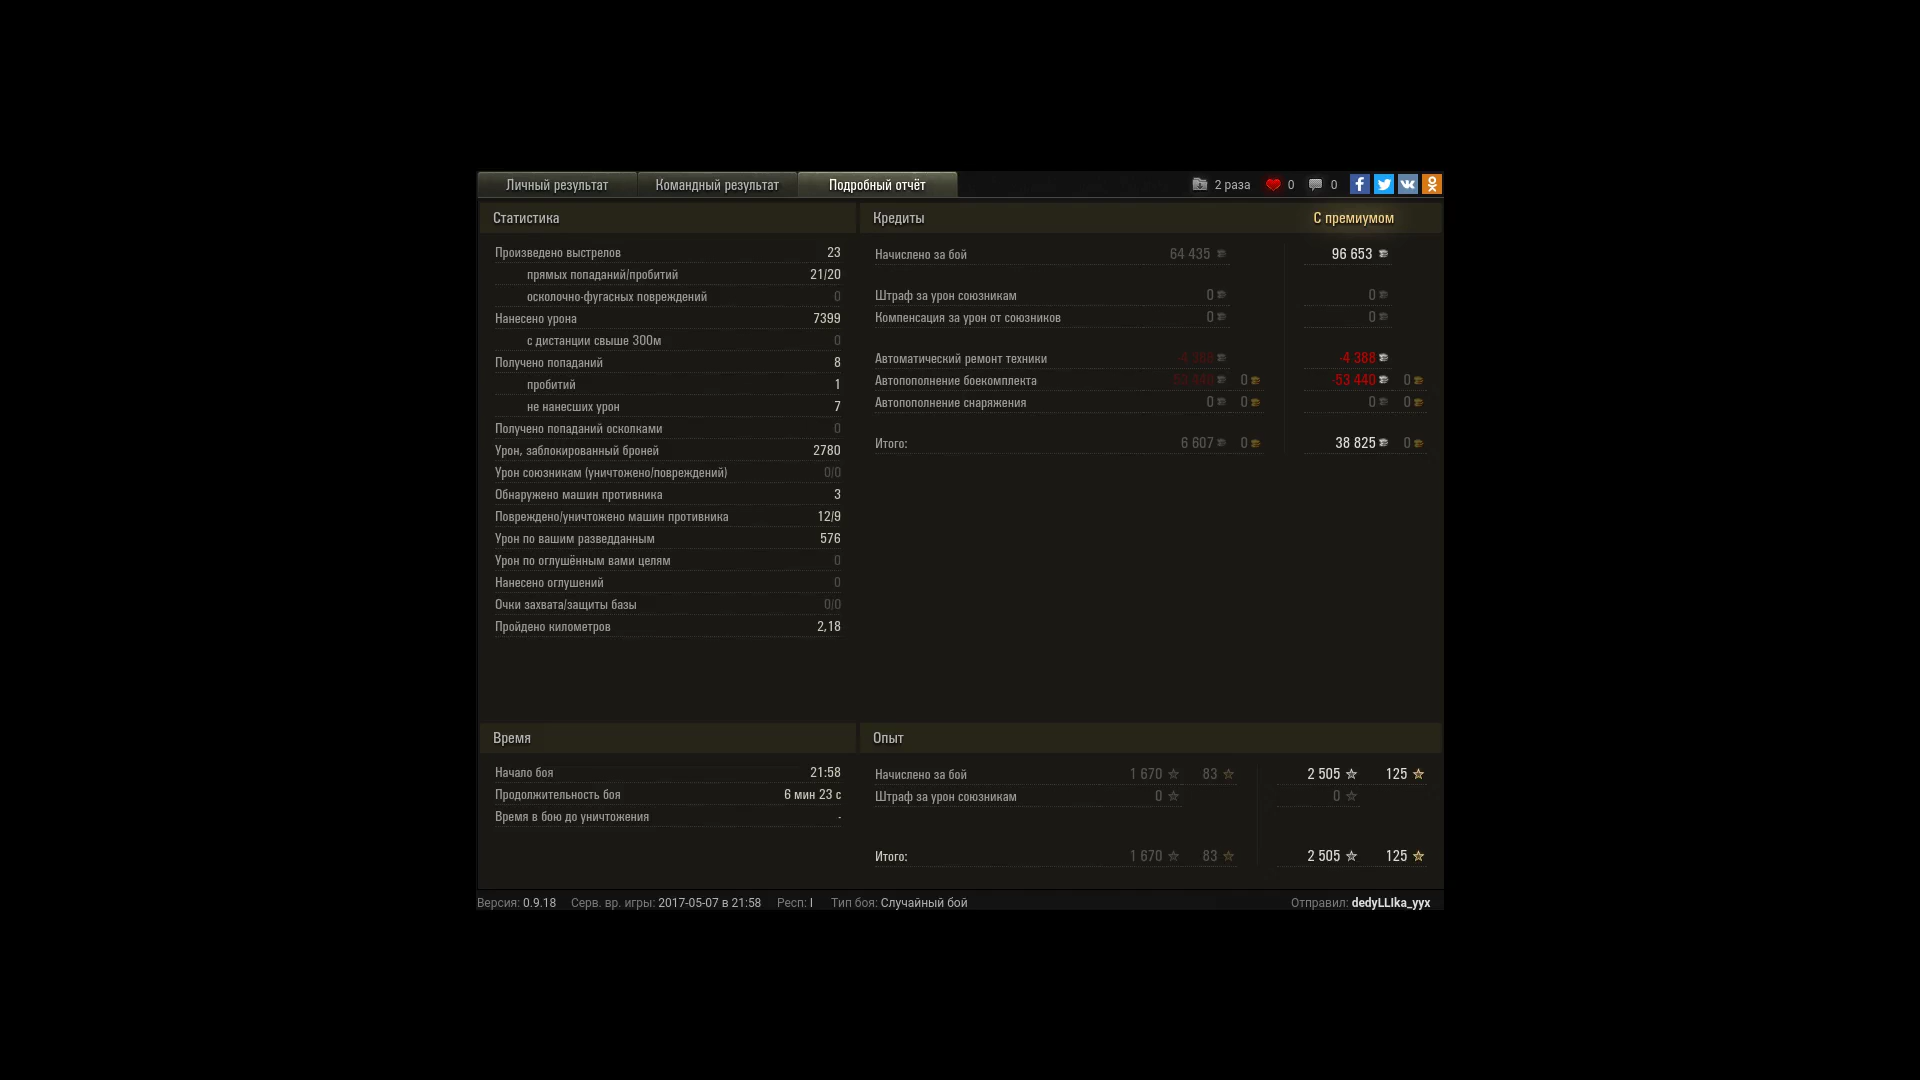 Личный результат Командный результат Подробный отчёт 2 раза 0 0
Статистика
Произведено выстрелов 23
прямых попаданий/пробитий 21/20
осколочно-фугасных повреждений 0
Нанесено урона 7399
с дистанции свыше 300м 0
Получено попаданий 8
пробитий 1
не нанесших урон 7
Получено попаданий осколками 0
Урон, заблокированный броней 2780
Урон союзникам (уничтожено/повреждений) 0/0
Обнаружено машин противника 3
Повреждено/уничтожено машин противника 12/9
Урон по вашим разведданным 576
Урон по оглушённым вами целям 0
Нанесено оглушений 0
Очки захвата/защиты базы 0/0
Пройдено километров 2,18
Кредиты С премиумом
Начислено за бой 64 435 96 653
Штраф за урон союзникам 0 0
Компенсация за урон от союзников 0 0
Автоматический ремонт техники -4 388 -4 388
Автопополнение боекомплекта -53 440 0 -53 440 0
Автопополнение снаряжения 0 0 0 0
Итого: 6 607 0 38 825 0
Время
Начало боя 21:58
Продолжительность боя 6 мин 23 с
Время в бою до уничтожения -
Опыт
Начислено за бой 1 670 83 2 505 125
Штраф за урон союзникам 0 0
Итого: 1 670 83 2 505 125
Версия: 0.9.18 Серв. вр. игры: 2017-05-07 в 21:58 Респ: I Тип боя: Случайный бой Отправил: dedyLLIka_yyx